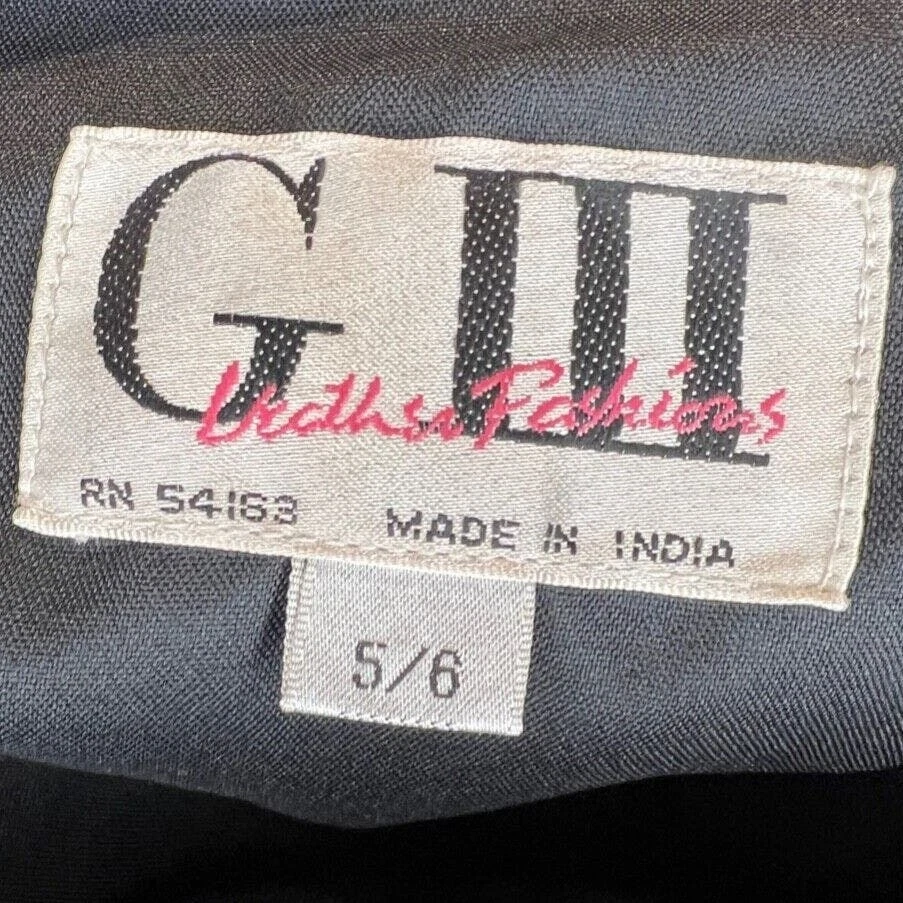 G III
Leather Fashions
RN 54163 MADE IN INDIA
5/6